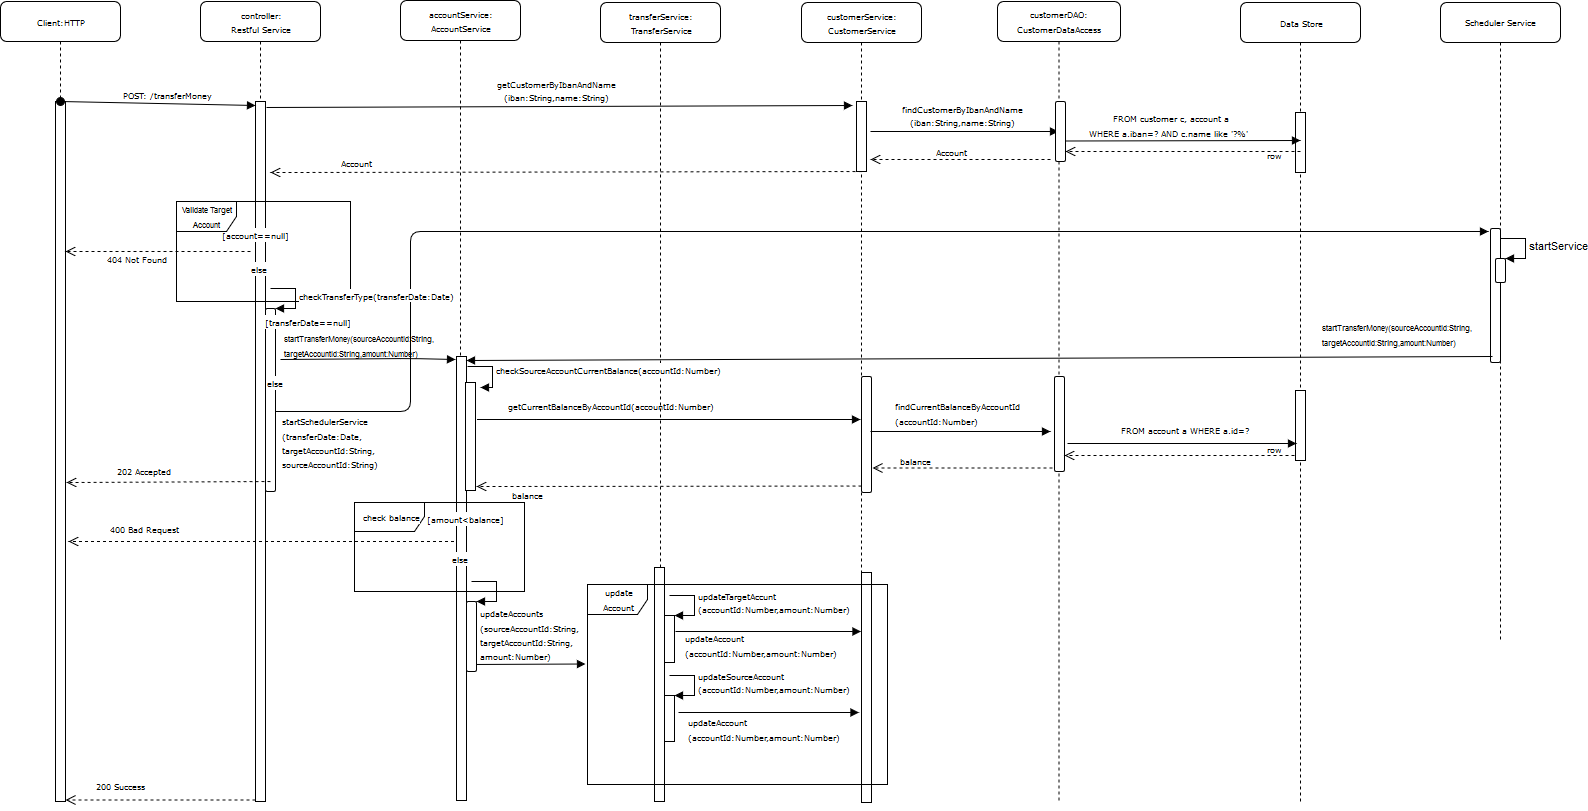 Client:HTTP
controller:
Restful Service
accountService:
AccountService
transferService:
TransferService
customerService:
CustomerService
customerDAO:
CustomerDataAccess
Data Store
Scheduler Service
POST: /transferMoney
getCustomerByIbanAndName
(iban:String,name:String)
findCustomerByIbanAndName
(iban:String,name:String)
FROM customer c, account a
WHERE a.iban=? AND c.name like '?%'
row
Account
Account
Validate Target
Account
[account==null]
404 Not Found
else
startService
checkTransferType(transferDate:Date)
[transferDate==null]
startTransferMoney(sourceAccountId:String,
targetAccountId:String,amount:Number)
startTransferMoney(sourceAccountId:String,
targetAccountId:String,amount:Number)
checkSourceAccountCurrentBalance(accountId:Number)
else
getCurrentBalanceByAccountId(accountId:Number)
findCurrentBalanceByAccountId
(accountId:Number)
startSchedulerService
(transferDate:Date,
targetAccountId:String,
sourceAccountId:String)
FROM account a WHERE a.id=?
row
balance
202 Accepted
balance
check balance
[amount<balance]
400 Bad Request
else
update
Account
updateTargetAccunt
(accountId:Number,amount:Number)
updateAccounts
(sourceAccountId:String,
targetAccountId:String,
amount:Number)
updateAccount
(accountId:Number,amount:Number)
updateSourceAccount
(accountId:Number,amount:Number)
updateAccount
(accountId:Number,amount:Number)
200 Success